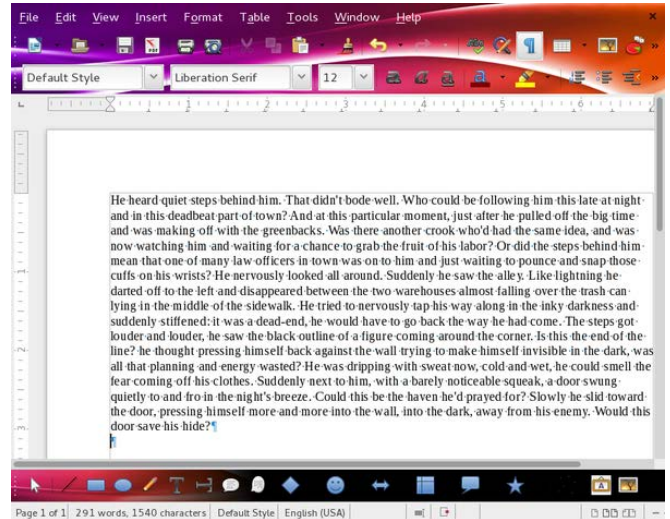 File Edit View Insert Format Table Tools Window Help
Default Style Liberation Serif 12
1 2 3 4 5 6
He heard quiet steps behind him. That didn't bode well. Who could be following him this late at night
and in this deadbeat part of town? And at this particular moment, just after he pulled off the big time
and was making off with the greenbacks. Was there another crook who'd had the same idea, and was
now watching him and waiting for a chance to grab the fruit of his labor? Or did the steps behind him
mean that one of many law officers in town was on to him and just waiting to pounce and snap those
cuffs on his wrists? He nervously looked all around. Suddenly he saw the alley. Like lightning he
darted off to the left and disappeared between the two warehouses almost falling over the trash can
lying in the middle of the sidewalk. He tried to nervously tap his way along in the inky darkness and
suddenly stiffened: it was a dead-end, he would have to go back the way he had come. The steps got
louder and louder, he saw the black outline of a figure coming around the corner. Is this the end of the
line? he thought pressing himself back against the wall trying to make himself invisible in the dark, was
all that planning and energy wasted? He was dripping with sweat now, cold and wet, he could smell the
fear coming off his clothes. Suddenly next to him, with a barely noticeable squeak, a door swung
quietly to and fro in the night's breeze. Could this be the haven he'd prayed for? Slowly he slid toward
the door, pressing himself more and more into the wall, into the dark, away from his enemy. Would this
door save his hide?¶
¶
Page 1 of 1 291 words, 1540 characters Default Style English (USA)